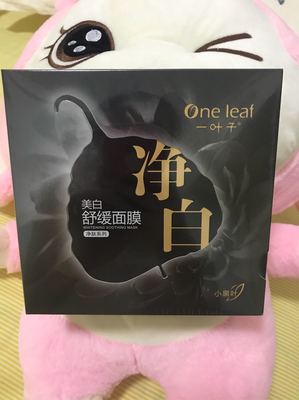 One leaf
一叶子
净白
美白
舒缓面膜
WHITENING SOOTHING MASK
净肤系列
小黑叶